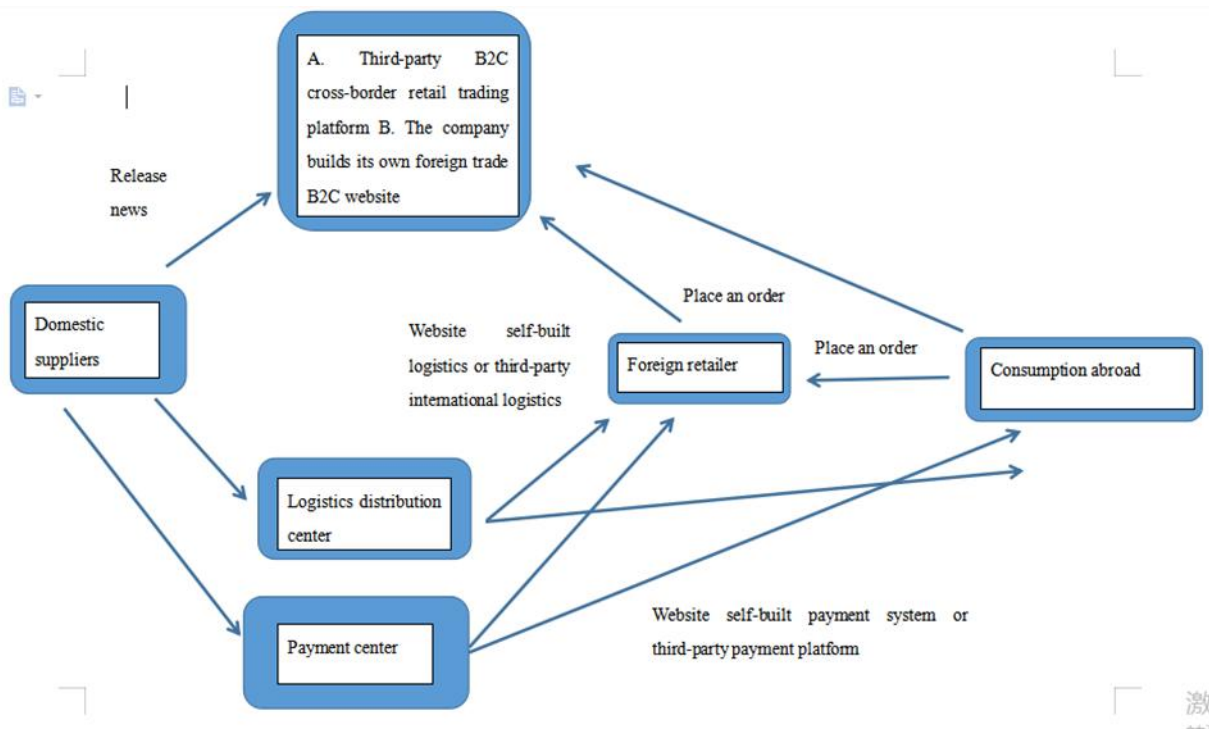 A. Third-party B2C
cross-border retail trading
platform B. The company
builds its own foreign trade
B2C website
Release
news
Domestic
suppliers
Place an order
Website self-built
logistics or third-party
international logistics
Foreign retailer
Place an order
Consumption abroad
Logistics distribution
center
Payment center
Website self-built payment system or
third-party payment platform
激